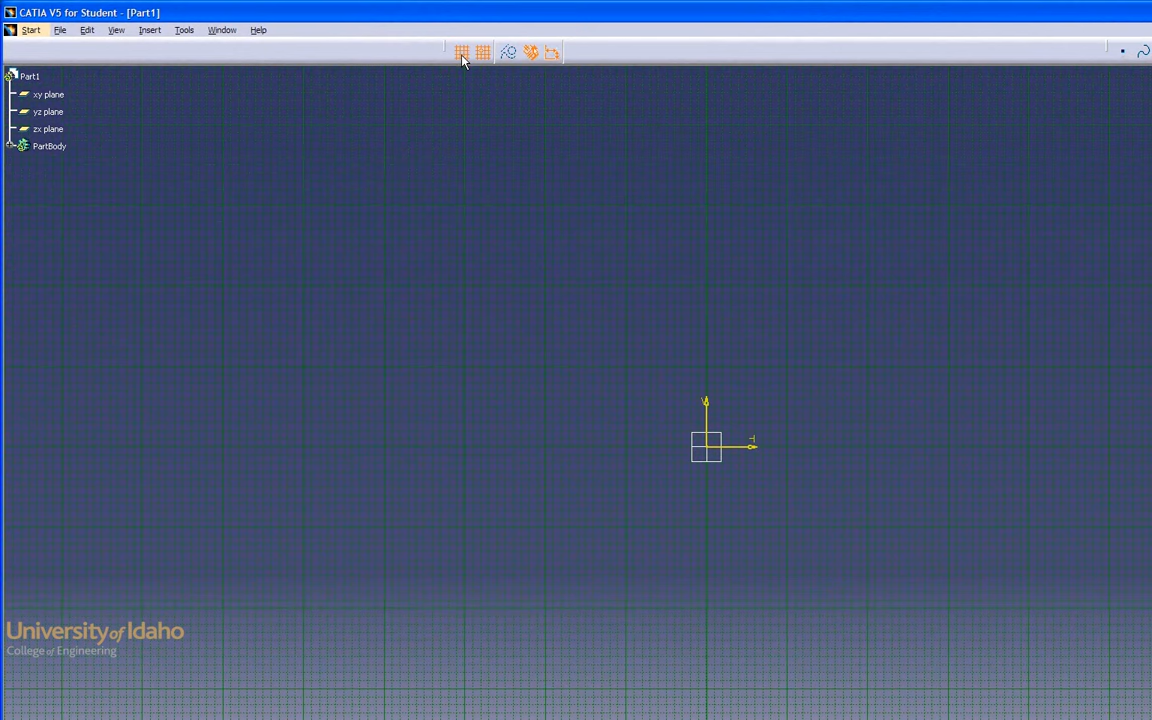 CATIA V5 for Student - [Part1]
Start File Edit View Insert Tools Window Help
Part1
xy plane
yz plane
zx plane
PartBody
V
University of Idaho
College of Engineering